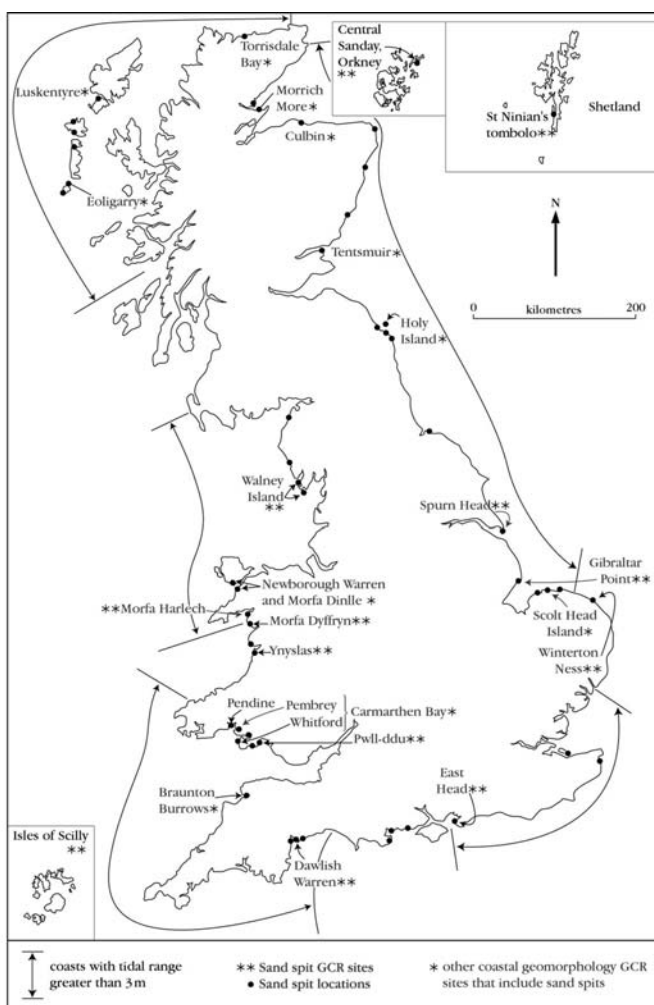 Central
Sanday,
Orkney
**
Torrisdale
Bay*
Luskentyre*
Morrich
More*
Culbin*
St Ninian's
tombolo**
Shetland
Eoligarry*
N
Tentsmuir*
0 kilometres 200
Holy
Island*
Walney
Island
**
Spurn Head**
Gibraltar
Point**
Newborough Warren
and Morfa Dinlle *
**Morfa Harlech
Morfa Dyffryn**
Scolt Head
Island*
Ynyslas**
Winterton
Ness**
Pendine
Pembrey
Whitford
Carmarthen Bay*
Pwll-ddu**
Braunton
Burrows*
East
Head**
Isles of Scilly
**
Dawlish
Warren**
coasts with tidal range
greater than 3m
** Sand spit GCR sites
• Sand spit locations
* other coastal geomorphology GCR
sites that include sand spits